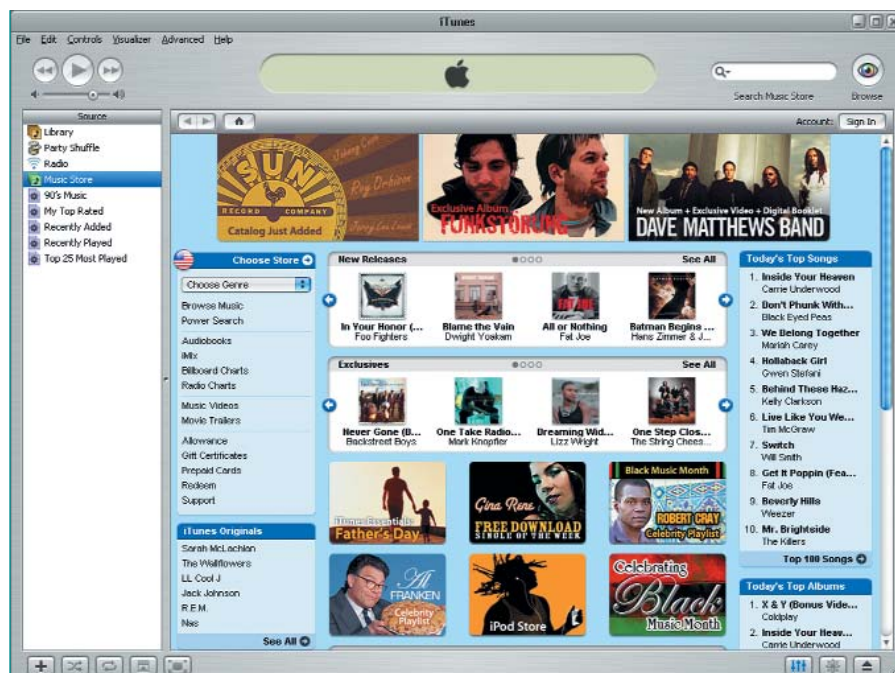 iTunes
File Edit Controls Visualizer Advanced Help
Search Music Store
Browse
Source
Library
Party Shuffle
Radio
Music Store
90's Music
My Top Rated
Recently Added
Recently Played
Top 25 Most Played
Account: Sign In
SUN
RECORD COMPANY
Johnny Cash
Roy Orbison
Jerry Lee Lewis
Catalog Just Added
Exclusive Album
FUNKSTÖRUNG
New Album + Exclusive Video + Digital Booklet
DAVE MATTHEWS BAND
Choose Store
Choose Genre
Browse Music
Power Search
Audiobooks
iMix
Billboard Charts
Radio Charts
Music Videos
Movie Trailers
Allowance
Gift Certificates
Prepaid Cards
Redeem
Support
iTunes Originals
Sarah McLachlan
The Wallflowers
LL Cool J
Jack Johnson
R.E.M.
Nas
See All
New Releases See All
In Your Honor (... Blame the Vain All or Nothing Batman Begins ...
Foo Fighters Dwight Yoakam Fat Joe Hans Zimmer & J...
Exclusives See All
Never Gone (B... One Take Radio... Dreaming Wid... One Step Clos...
Backstreet Boys Mark Knopfler Lizz Wright The String Chees...
iTunes Essentials
Father's Day
Gina Rene
FREE DOWNLOAD
SINGLE OF THE WEEK
Black Music Month
ROBERT CRAY
Celebrity Playlist
Al
FRANKEN
Celebrity
Playlist
iPod Store
Celebrating
Black
Music Month
Today's Top Songs
1. Inside Your Heaven
Carrie Underwood
2. Don't Phunk With...
Black Eyed Peas
3. We Belong Together
Mariah Carey
4. Hollaback Girl
Gwen Stefani
5. Behind These Haz...
Kelly Clarkson
6. Live Like You We...
Tim McGraw
7. Switch
Will Smith
8. Get It Poppin (Fea...
Fat Joe
9. Beverly Hills
Weezer
10. Mr. Brightside
The Killers
Top 100 Songs
Today's Top Albums
1. X & Y (Bonus Vide...
Coldplay
2. Inside Your Heav...
Carrie Underwood